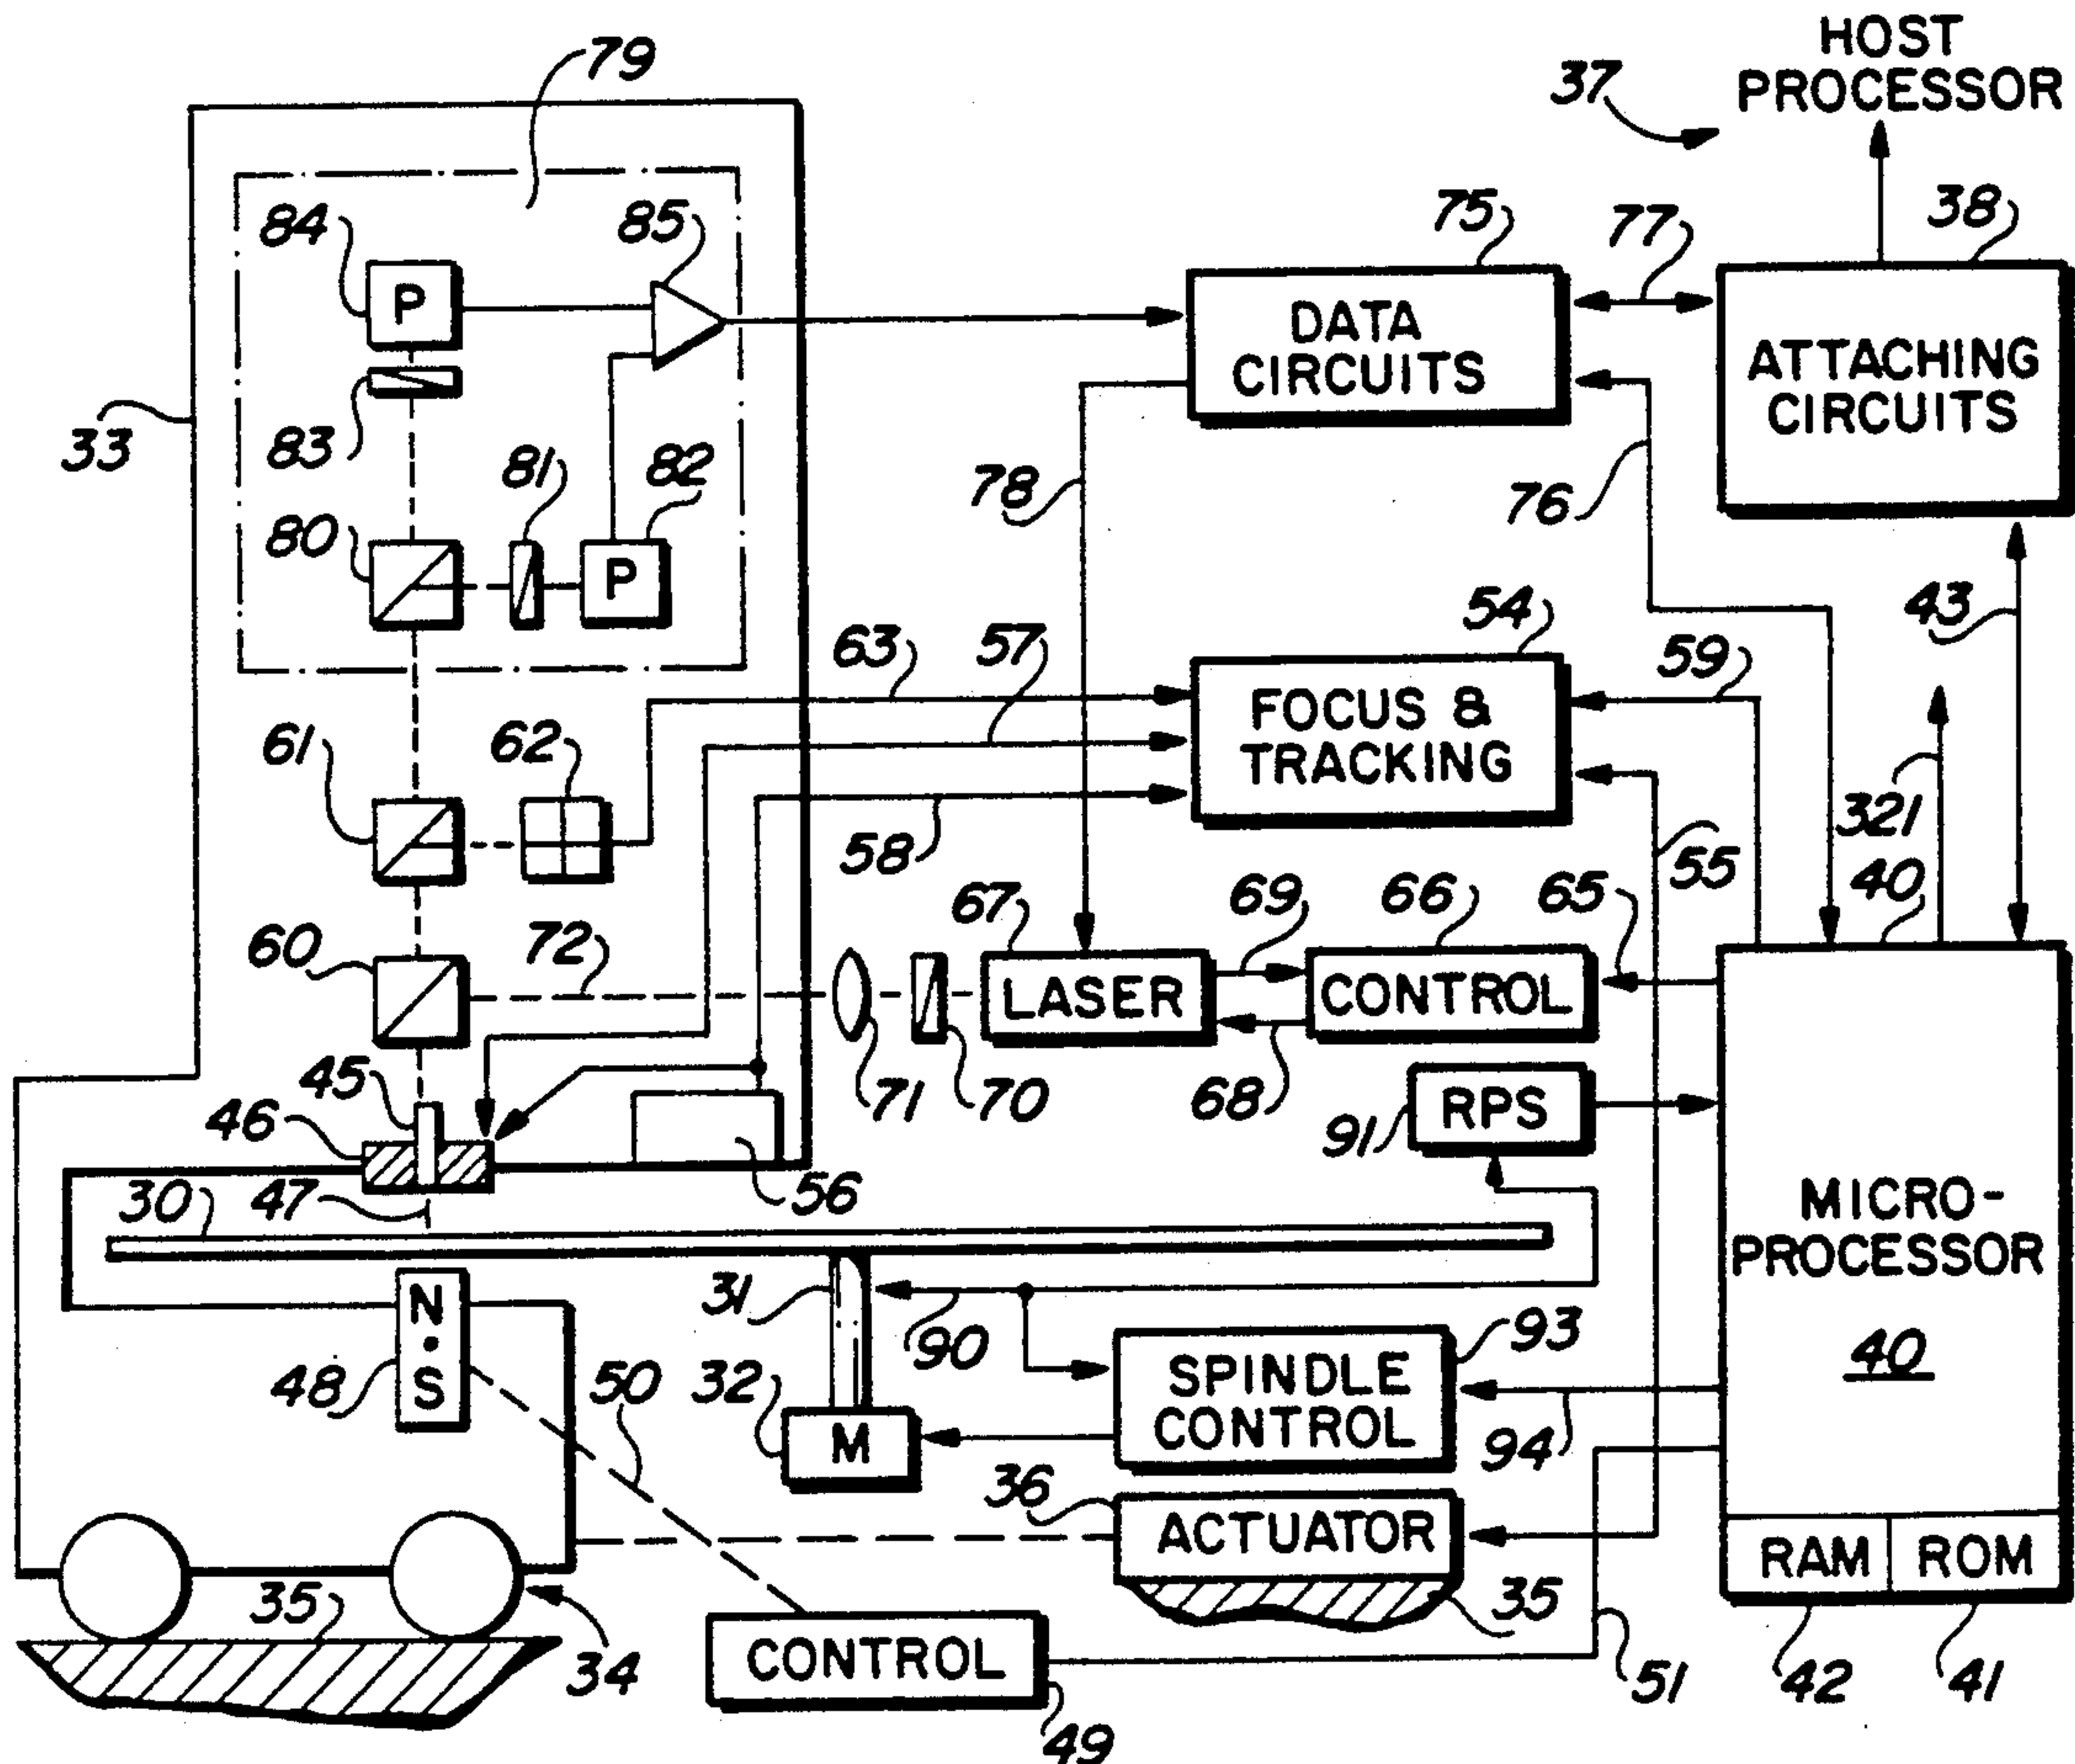 HOST
PROCESSOR
37
79
84
85
75
77
38
P
DATA
CIRCUITS
ATTACHING
CIRCUITS
33
83
81
82
78
76
80
P
54
43
63
57
59
61
62
FOCUS &
TRACKING
321
58
55
40
67
69
66
65
60
72
LASER
CONTROL
45
71
70
68
RPS
46
91
56
30
47
MICRO-
PROCESSOR
31
N
S
90
93
40
48
50
32
SPINDLE
CONTROL
M
94
36
ACTUATOR
RAM
ROM
35
35
CONTROL
34
51
42
41
49